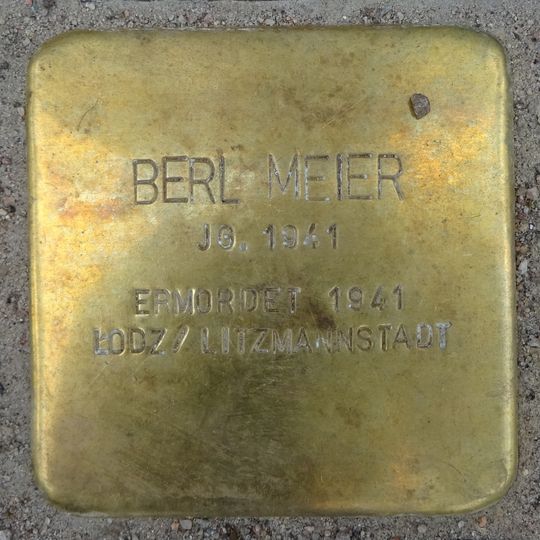 BERL MEIER
JG. 1941
ERMORDET 1941
ŁODZ/LITZMANNSTADT